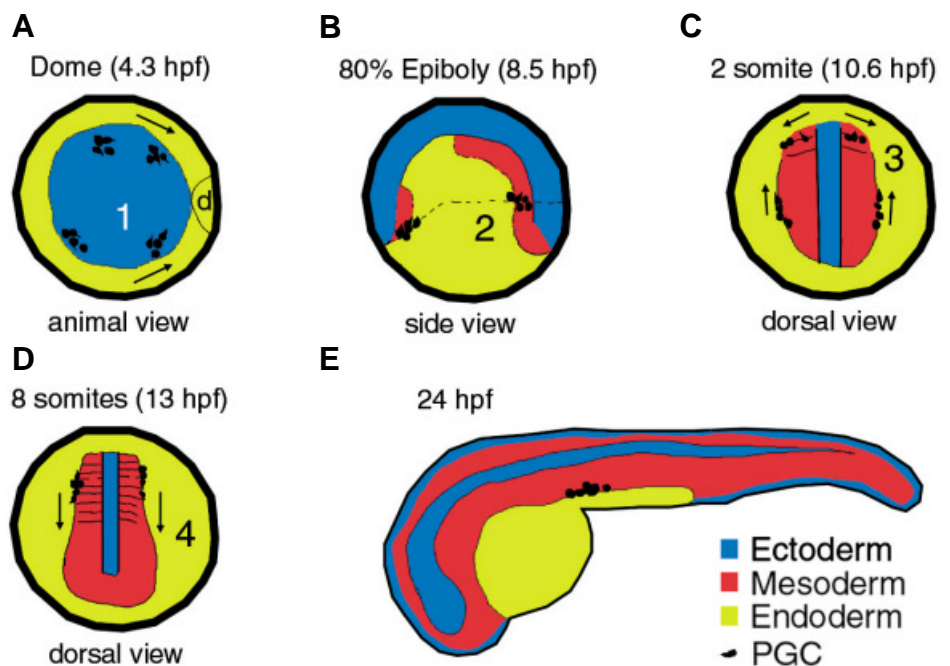 A
Dome (4.3 hpf)
1
d
animal view
B
80% Epiboly (8.5 hpf)
2
side view
C
2 somite (10.6 hpf)
3
dorsal view
D
8 somites (13 hpf)
4
dorsal view
E
24 hpf
Ectoderm
Mesoderm
Endoderm
PGC